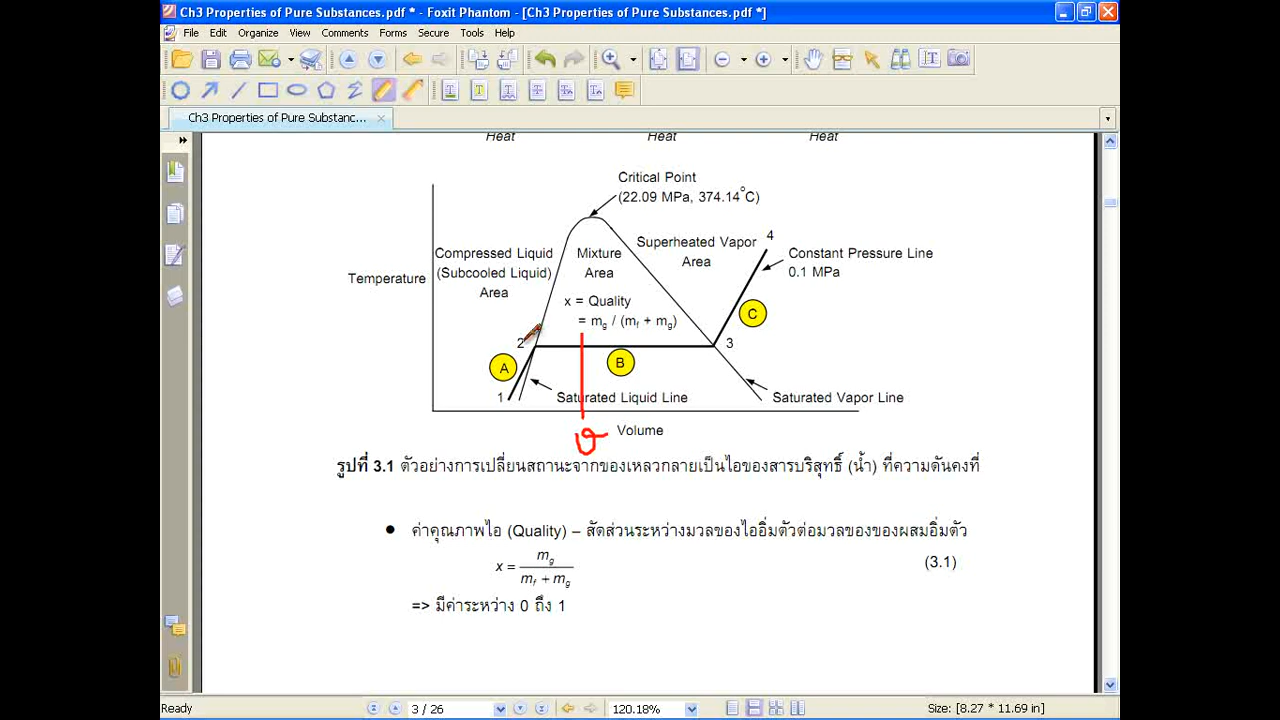 Ch3 Properties of Pure Substances.pdf * - Foxit Phantom - [Ch3 Properties of Pure Substances.pdf *]
File Edit Organize View Comments Forms Secure Tools Help
Ch3 Properties of Pure Substanc...
Heat Heat Heat
Critical Point
(22.09 MPa, 374.14°C)
Superheated Vapor
Area
4
Compressed Liquid
(Subcooled Liquid)
Area
Mixture
Area
Constant Pressure Line
0.1 MPa
Temperature
x = Quality
= mg / (mf + mg)
C
2
3
A
B
1
Saturated Liquid Line
Saturated Vapor Line
v
Volume
รูปที่ 3.1 ตัวอย่างการเปลี่ยนสถานะจากของเหลวกลายเป็นไอของสารบริสุทธิ์ (น้ำ) ที่ความดันคงที่
• ค่าคุณภาพไอ (Quality) – สัดส่วนระหว่างมวลของไออิ่มตัวต่อมวลของของผสมอิ่มตัว
x = mg / (mf + mg) (3.1)
=> มีค่าระหว่าง 0 ถึง 1
Ready 3 / 26 120.18% Size: [8.27 * 11.69 in]